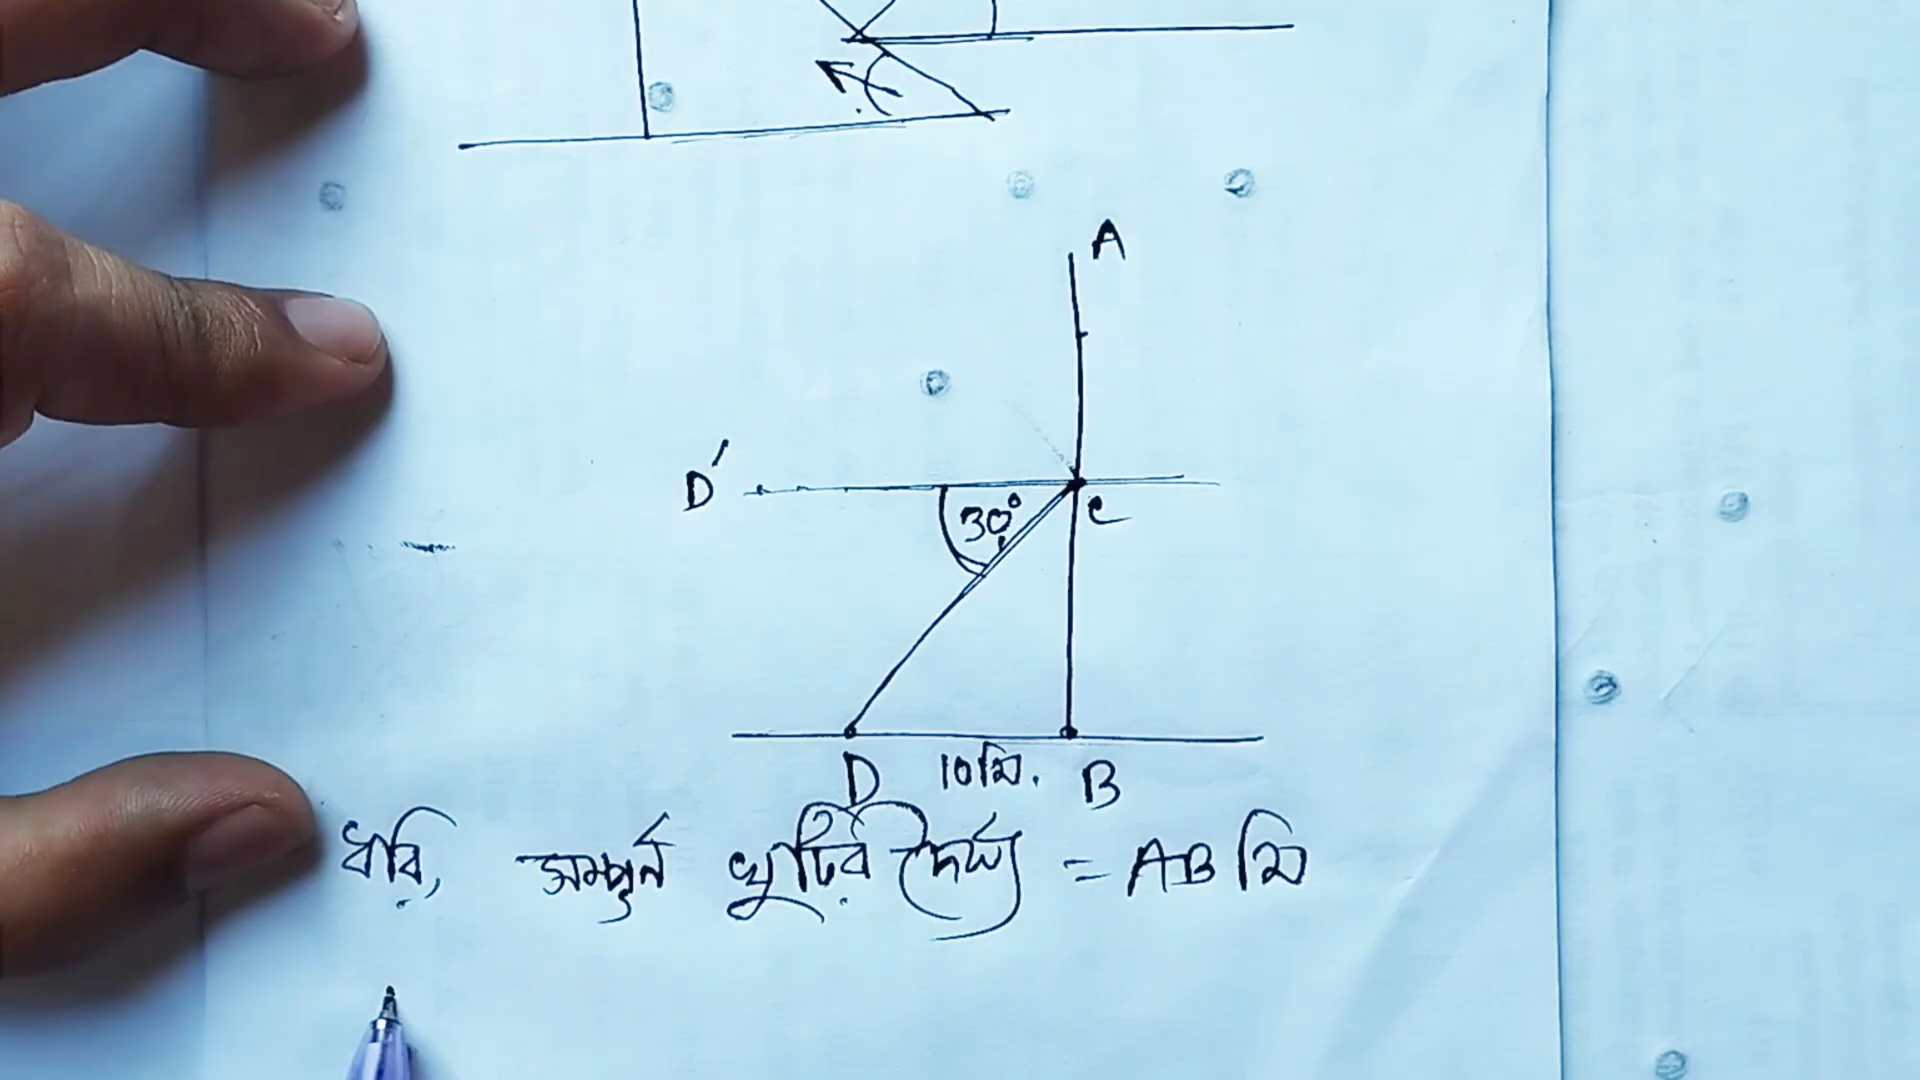 A
D′
30°
C
D 10মি. B
ধরি, সম্পূর্ন খুটির দৈর্ঘ্য = AB মি